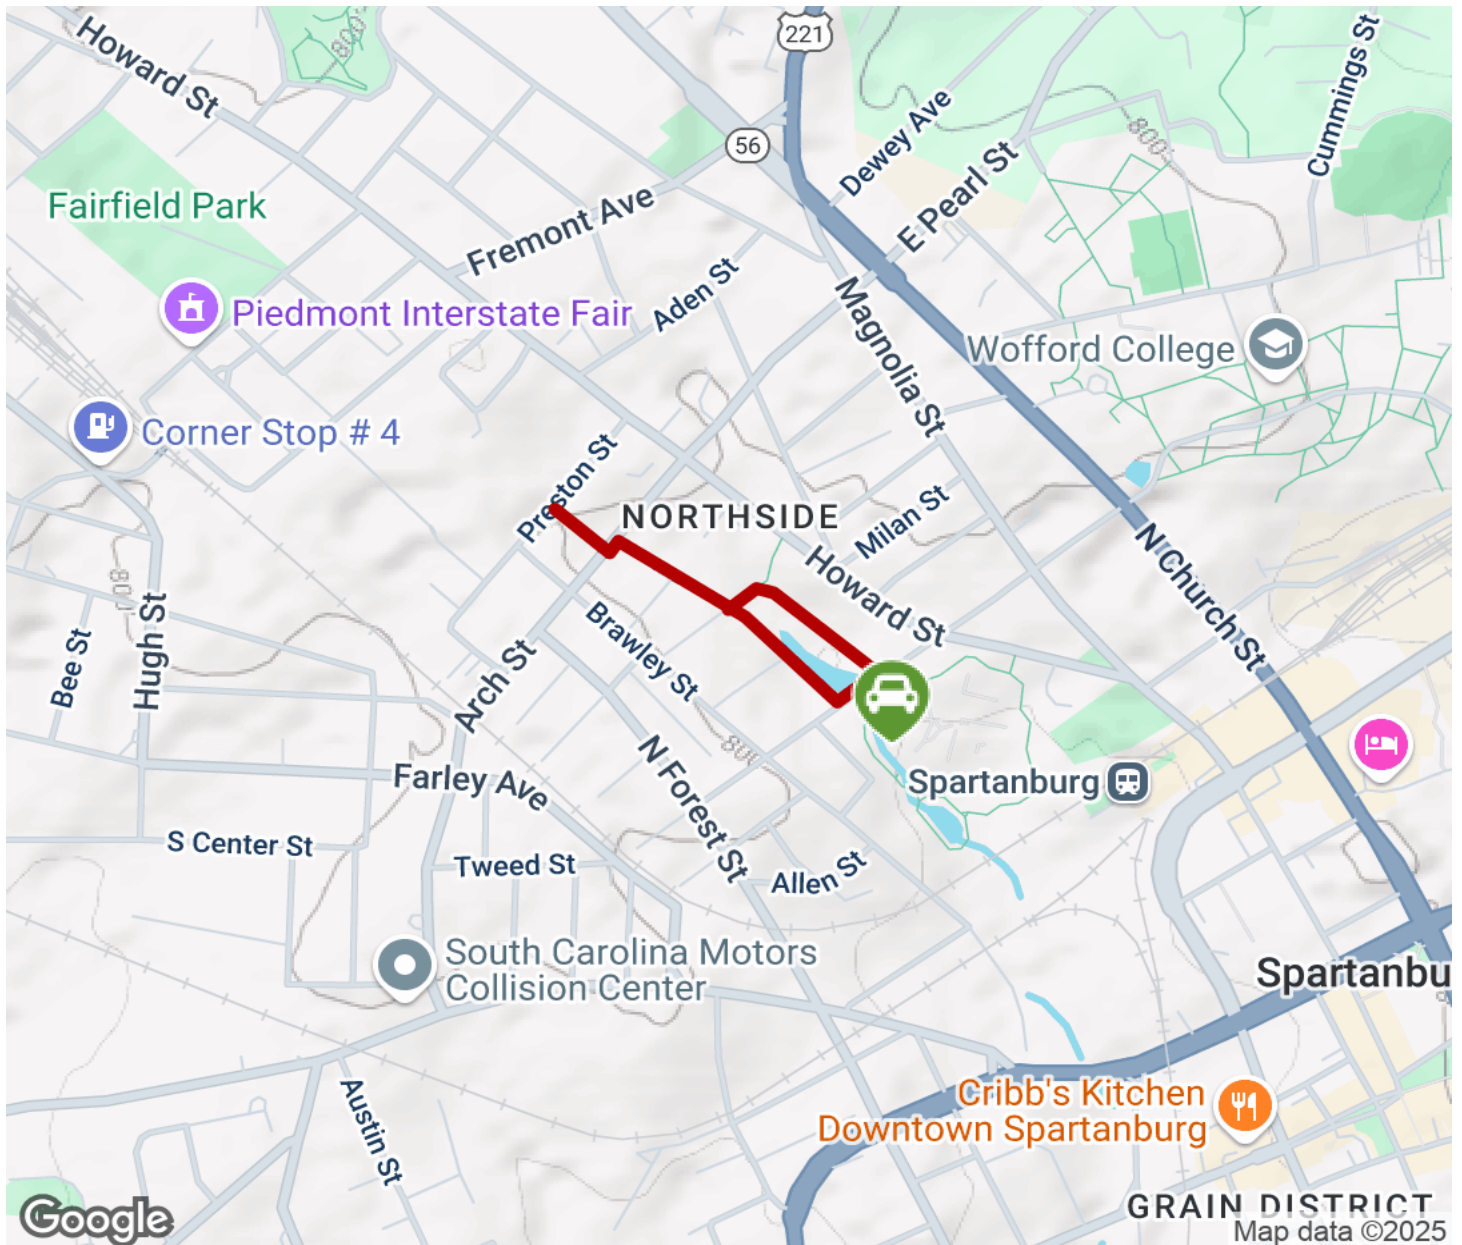 Howard St
800
221
Cummings St
Dewey Ave
56
800
E Pearl St
Fairfield Park
Fremont Ave
Aden St
Piedmont Interstate Fair
Magnolia St
Wofford College
Corner Stop # 4
Preston St
NORTHSIDE
Milan St
Howard St
N Church St
800
Hugh St
Bee St
Brawley St
Arch St
800
N Forest St
Farley Ave
Spartanburg
S Center St
Tweed St
Allen St
South Carolina Motors
Collision Center
Spartanbu
Austin St
Cribb's Kitchen
Downtown Spartanburg
GRAIN DISTRICT
Google
Map data ©2025